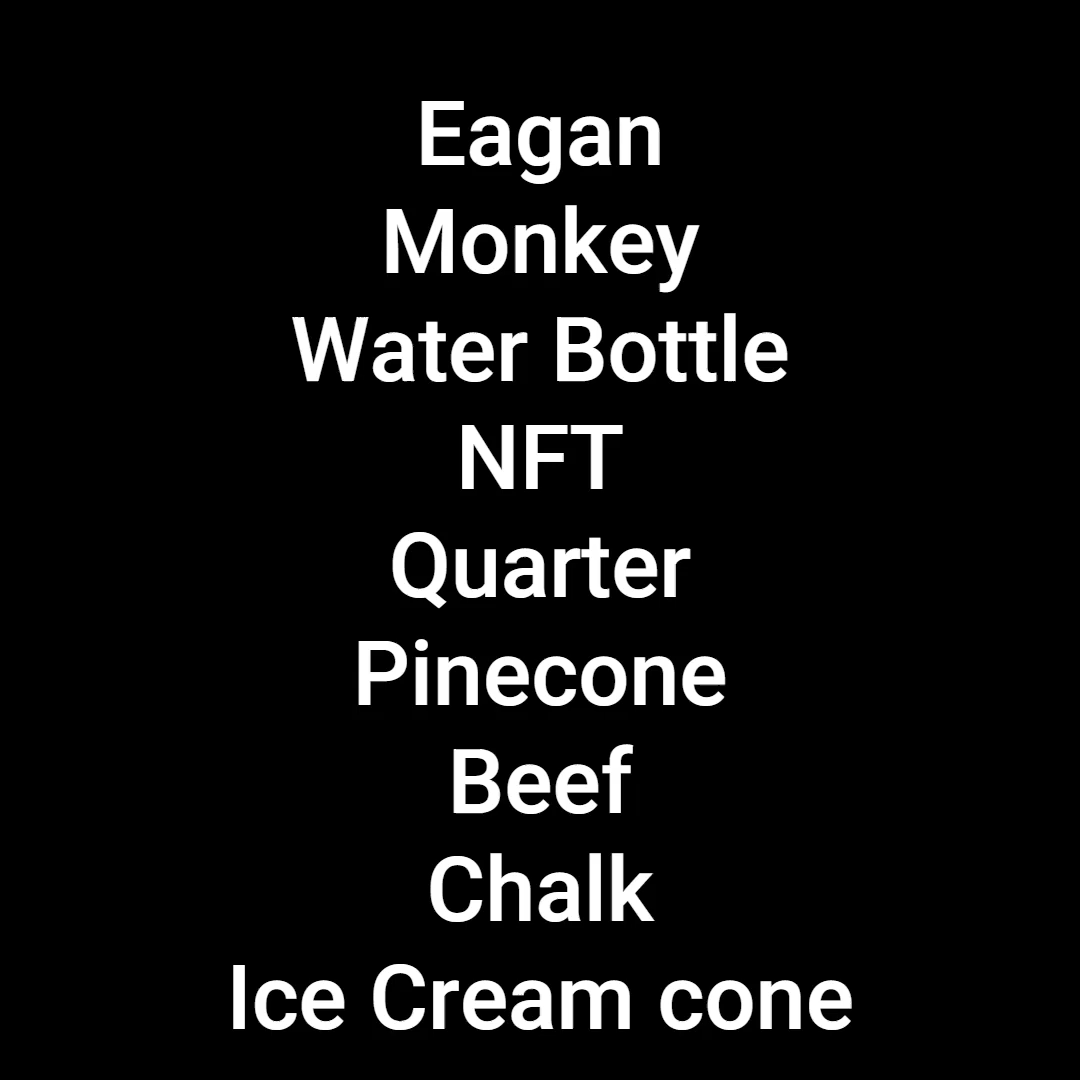 Eagan
Monkey
Water Bottle
NFT
Quarter
Pinecone
Beef
Chalk
Ice Cream cone